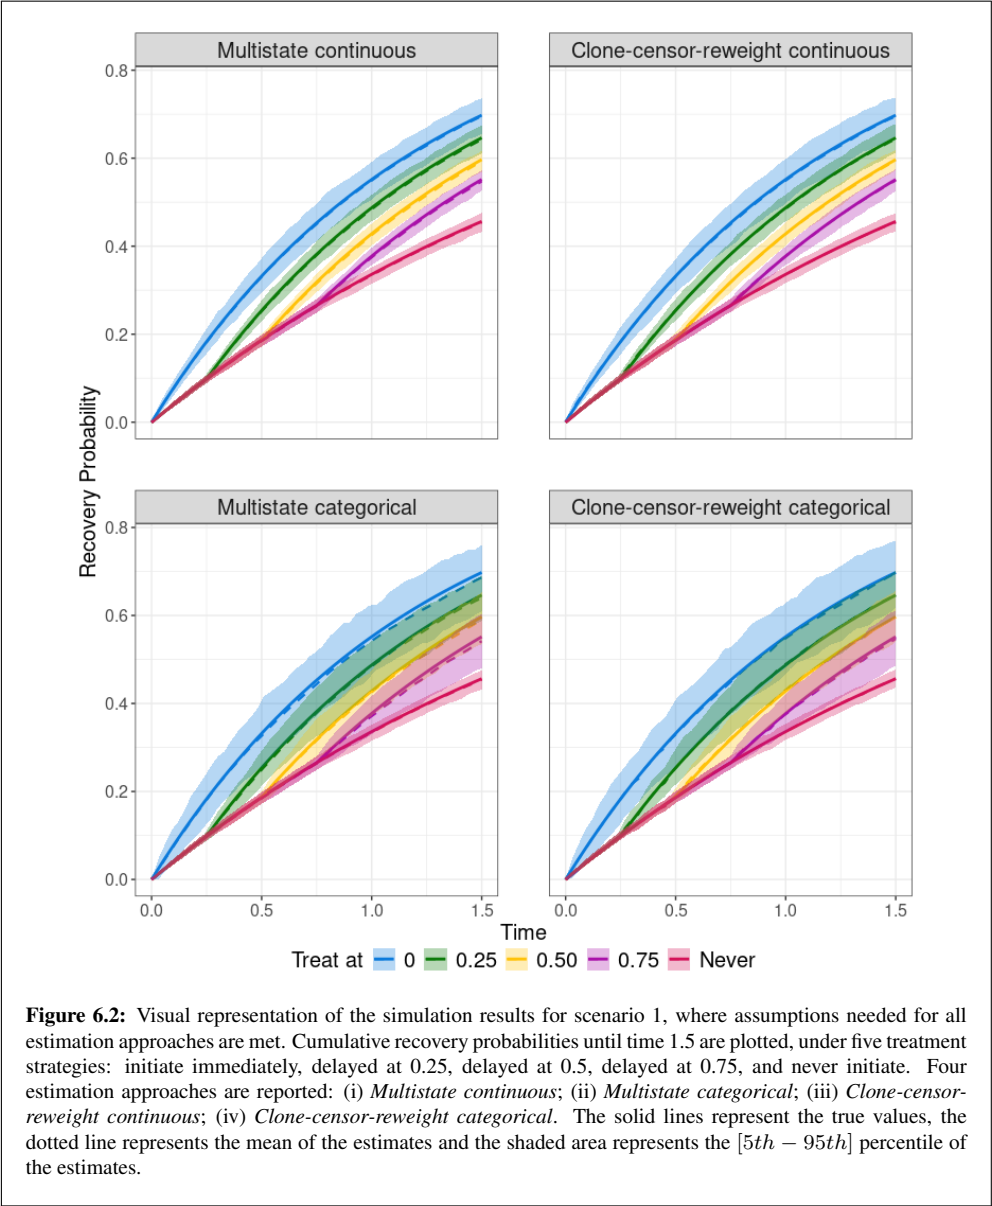 Multistate continuous
Clone-censor-reweight continuous
0.8
0.6
0.4
0.2
0.0
Recovery Probability
Multistate categorical
Clone-censor-reweight categorical
0.8
0.6
0.4
0.2
0.0
0.0 0.5 1.0 1.5 0.0 0.5 1.0 1.5
Time
Treat at 0 0.25 0.50 0.75 Never
Figure 6.2: Visual representation of the simulation results for scenario 1, where assumptions needed for all
estimation approaches are met. Cumulative recovery probabilities until time 1.5 are plotted, under five treatment
strategies: initiate immediately, delayed at 0.25, delayed at 0.5, delayed at 0.75, and never initiate. Four
estimation approaches are reported: (i) Multistate continuous; (ii) Multistate categorical; (iii) Clone-censor-
reweight continuous; (iv) Clone-censor-reweight categorical. The solid lines represent the true values, the
dotted line represents the mean of the estimates and the shaded area represents the [5th − 95th] percentile of
the estimates.